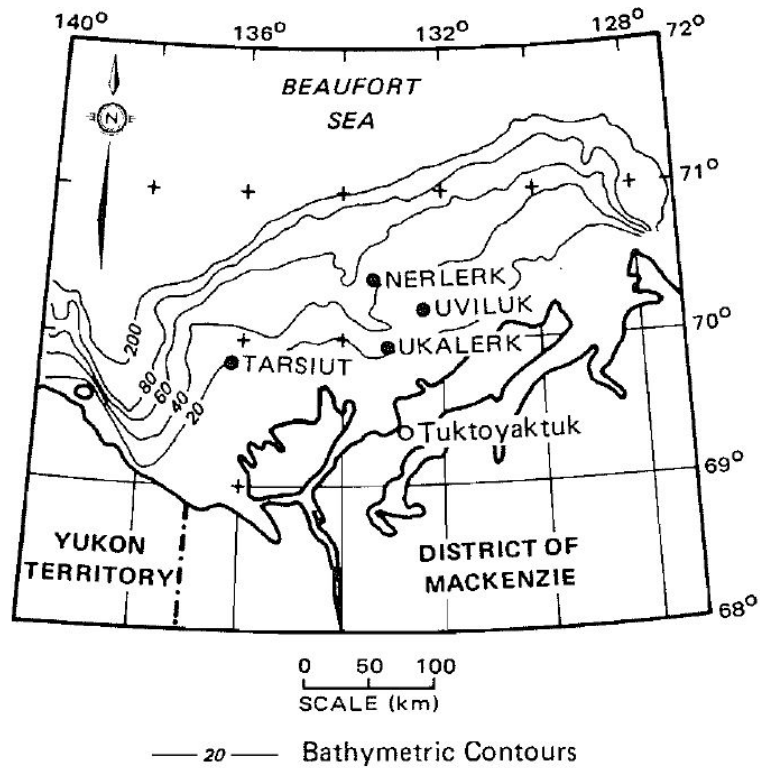 140°
136°
132°
128°
72°
BEAUFORT
SEA
N
71°
NERLERK
UVILUK
70°
200
UKALERK
TARSIUT
80
60
40
20
Tuktoyaktuk
69°
YUKON
TERRITORY
DISTRICT OF
MACKENZIE
68°
0 50 100
SCALE (km)
20 Bathymetric Contours